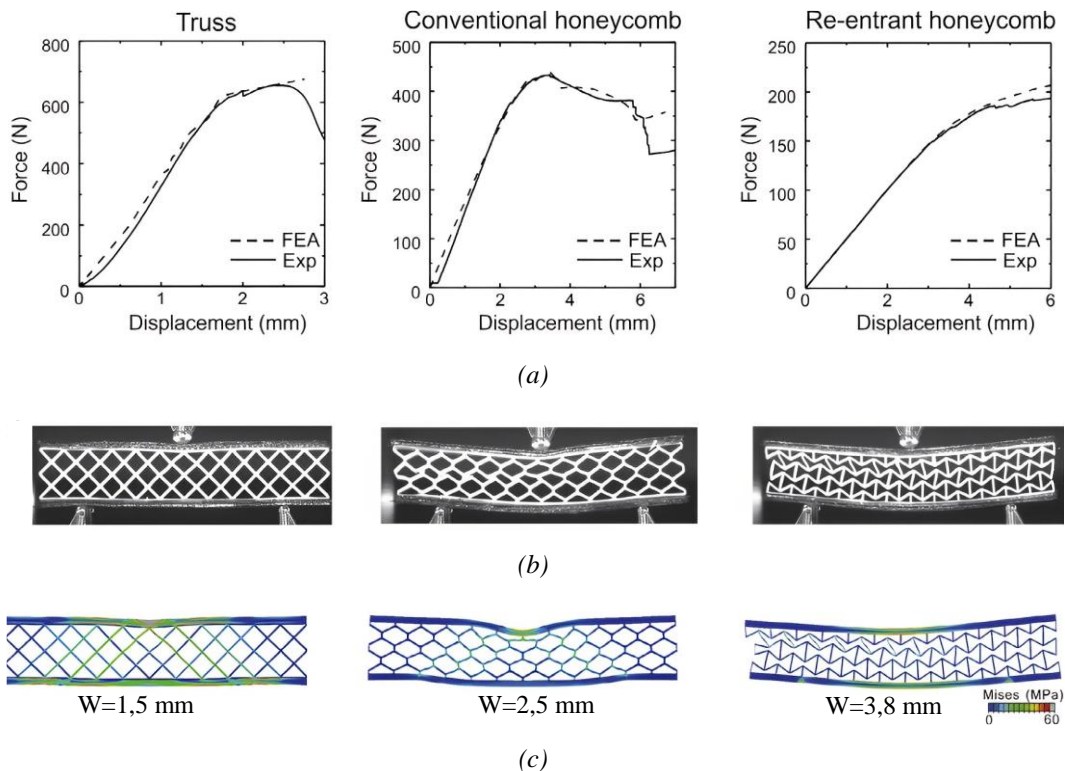 Truss
Conventional honeycomb
Re-entrant honeycomb
800
600
400
200
0
Force (N)
0 1 2 3
Displacement (mm)
FEA
Exp
500
400
300
200
100
0
Force (N)
0 2 4 6
Displacement (mm)
FEA
Exp
250
200
150
100
50
0
Force (N)
0 2 4 6
Displacement (mm)
FEA
Exp
(a)
(b)
W=1,5 mm
W=2,5 mm
W=3,8 mm
Mises (MPa)
0 60
(c)